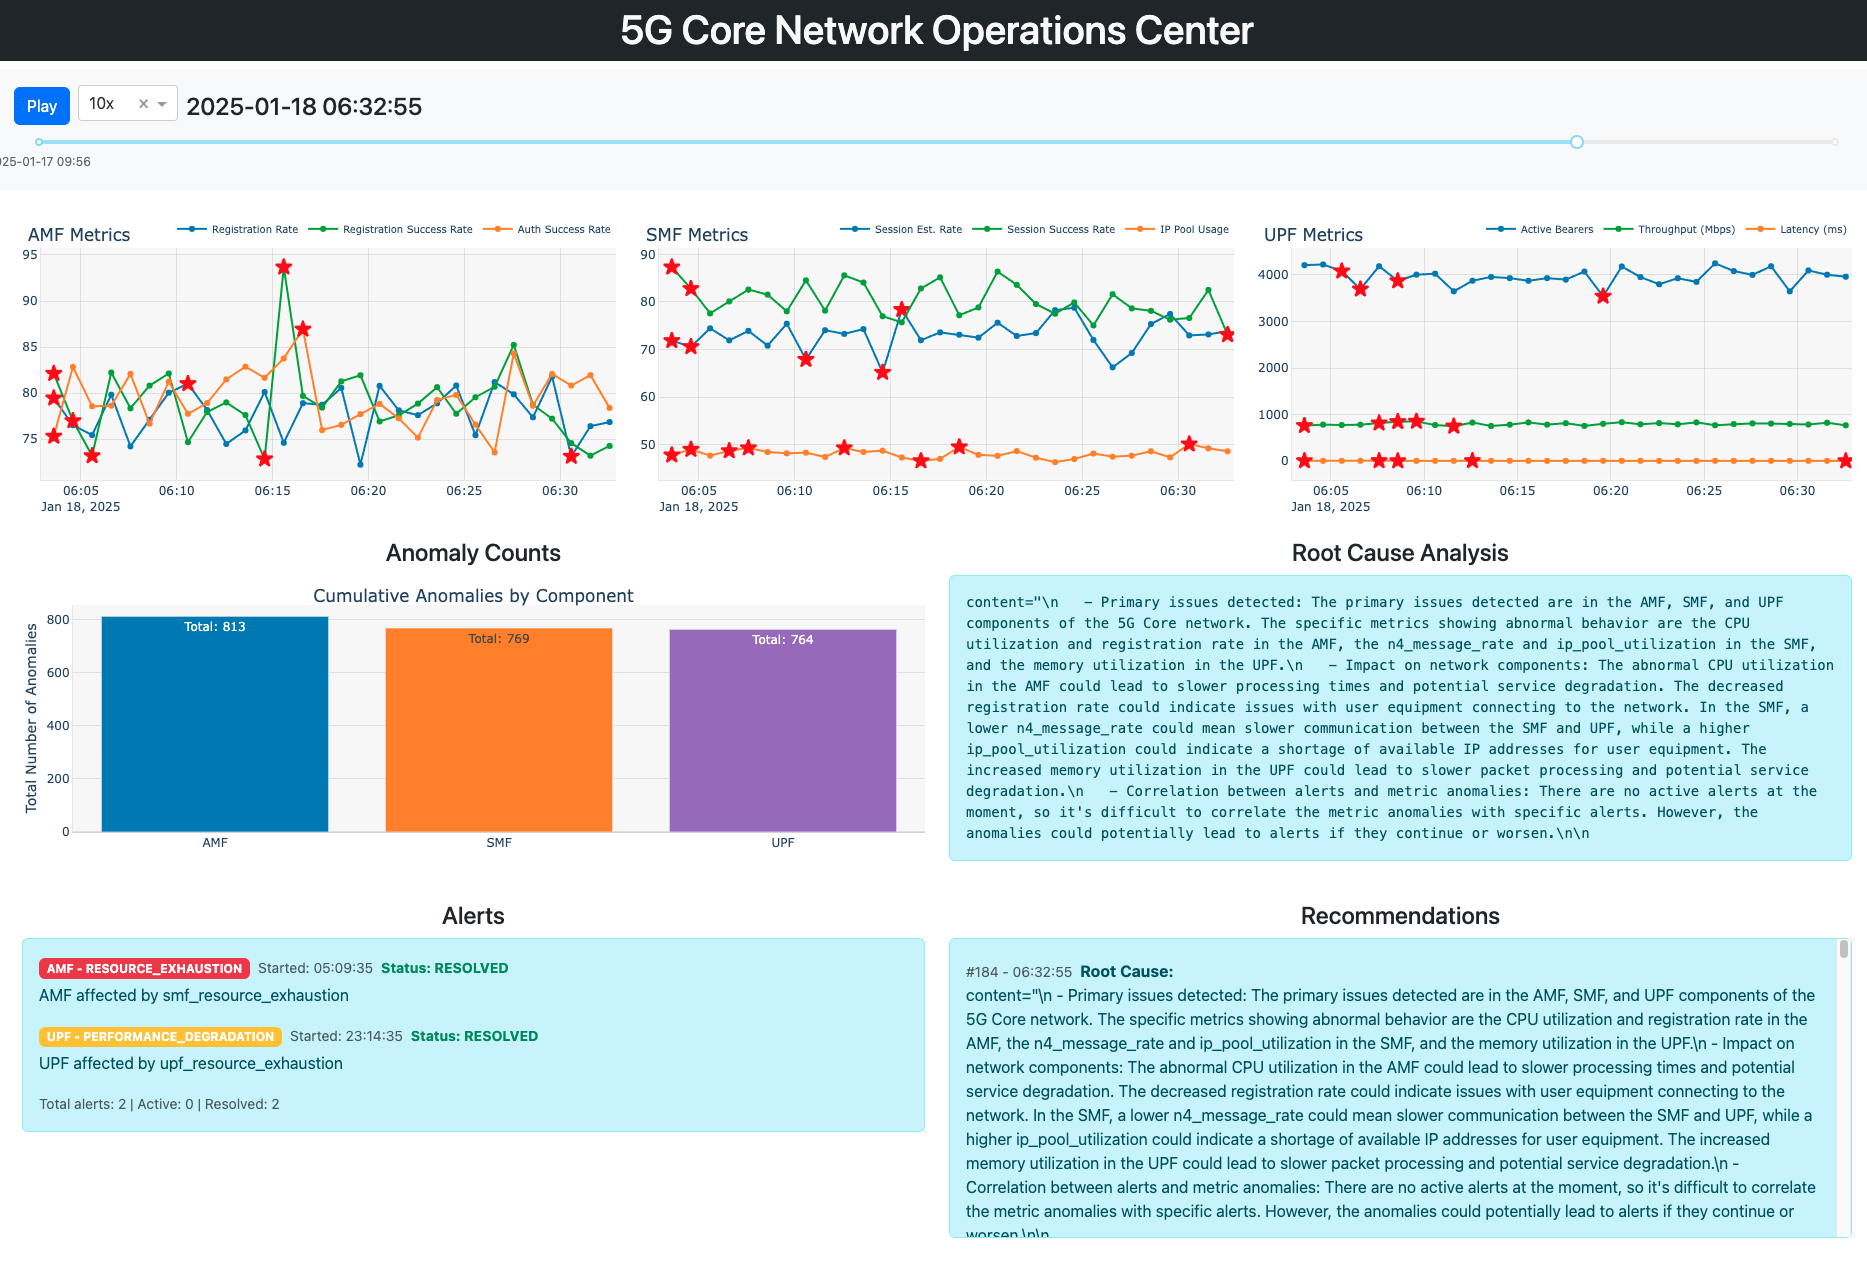 5G Core Network Operations Center
Play
10x
2025-01-18 06:32:55
25-01-17 09:56
AMF Metrics
Registration Rate
Registration Success Rate
Auth Success Rate
95
90
85
80
75
06:05
06:10
06:15
06:20
06:25
06:30
Jan 18, 2025
SMF Metrics
Session Est. Rate
Session Success Rate
IP Pool Usage
90
80
70
60
50
06:05
06:10
06:15
06:20
06:25
06:30
Jan 18, 2025
UPF Metrics
Active Bearers
Throughput (Mbps)
Latency (ms)
4000
3000
2000
1000
0
06:05
06:10
06:15
06:20
06:25
06:30
Jan 18, 2025
Anomaly Counts
Cumulative Anomalies by Component
Total Number of Anomalies
800
600
400
200
0
Total: 813
Total: 769
Total: 764
AMF
SMF
UPF
Root Cause Analysis
content="\n   – Primary issues detected: The primary issues detected are in the AMF, SMF, and UPF
components of the 5G Core network. The specific metrics showing abnormal behavior are the CPU
utilization and registration rate in the AMF, the n4_message_rate and ip_pool_utilization in the SMF,
and the memory utilization in the UPF.\n   – Impact on network components: The abnormal CPU utilization
in the AMF could lead to slower processing times and potential service degradation. The decreased
registration rate could indicate issues with user equipment connecting to the network. In the SMF, a
lower n4_message_rate could mean slower communication between the SMF and UPF, while a higher
ip_pool_utilization could indicate a shortage of available IP addresses for user equipment. The
increased memory utilization in the UPF could lead to slower packet processing and potential service
degradation.\n   – Correlation between alerts and metric anomalies: There are no active alerts at the
moment, so it's difficult to correlate the metric anomalies with specific alerts. However, the
anomalies could potentially lead to alerts if they continue or worsen.\n\n
Alerts
AMF - RESOURCE_EXHAUSTION Started: 05:09:35 Status: RESOLVED
AMF affected by smf_resource_exhaustion
UPF - PERFORMANCE_DEGRADATION Started: 23:14:35 Status: RESOLVED
UPF affected by upf_resource_exhaustion
Total alerts: 2 | Active: 0 | Resolved: 2
Recommendations
#184 - 06:32:55 Root Cause:
content="\n - Primary issues detected: The primary issues detected are in the AMF, SMF, and UPF components of the
5G Core network. The specific metrics showing abnormal behavior are the CPU utilization and registration rate in the
AMF, the n4_message_rate and ip_pool_utilization in the SMF, and the memory utilization in the UPF.\n - Impact on
network components: The abnormal CPU utilization in the AMF could lead to slower processing times and potential
service degradation. The decreased registration rate could indicate issues with user equipment connecting to the
network. In the SMF, a lower n4_message_rate could mean slower communication between the SMF and UPF, while a
higher ip_pool_utilization could indicate a shortage of available IP addresses for user equipment. The increased
memory utilization in the UPF could lead to slower packet processing and potential service degradation.\n -
Correlation between alerts and metric anomalies: There are no active alerts at the moment, so it's difficult to correlate
the metric anomalies with specific alerts. However, the anomalies could potentially lead to alerts if they continue or
worsen.\n\n